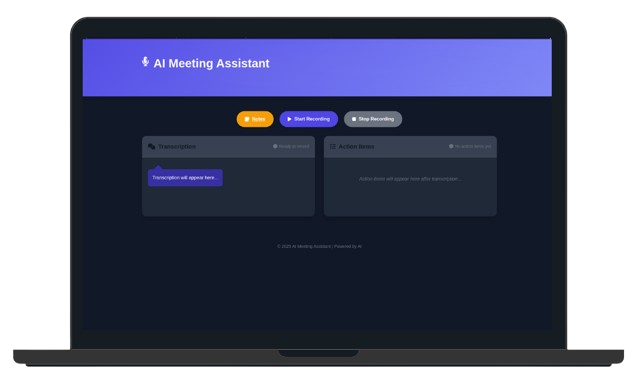 AI Meeting Assistant
Notes
Start Recording
Stop Recording
Transcription
Ready to record
Action Items
No action items yet
Transcription will appear here...
Action items will appear here after transcription...
© 2025 AI Meeting Assistant | Powered by AI